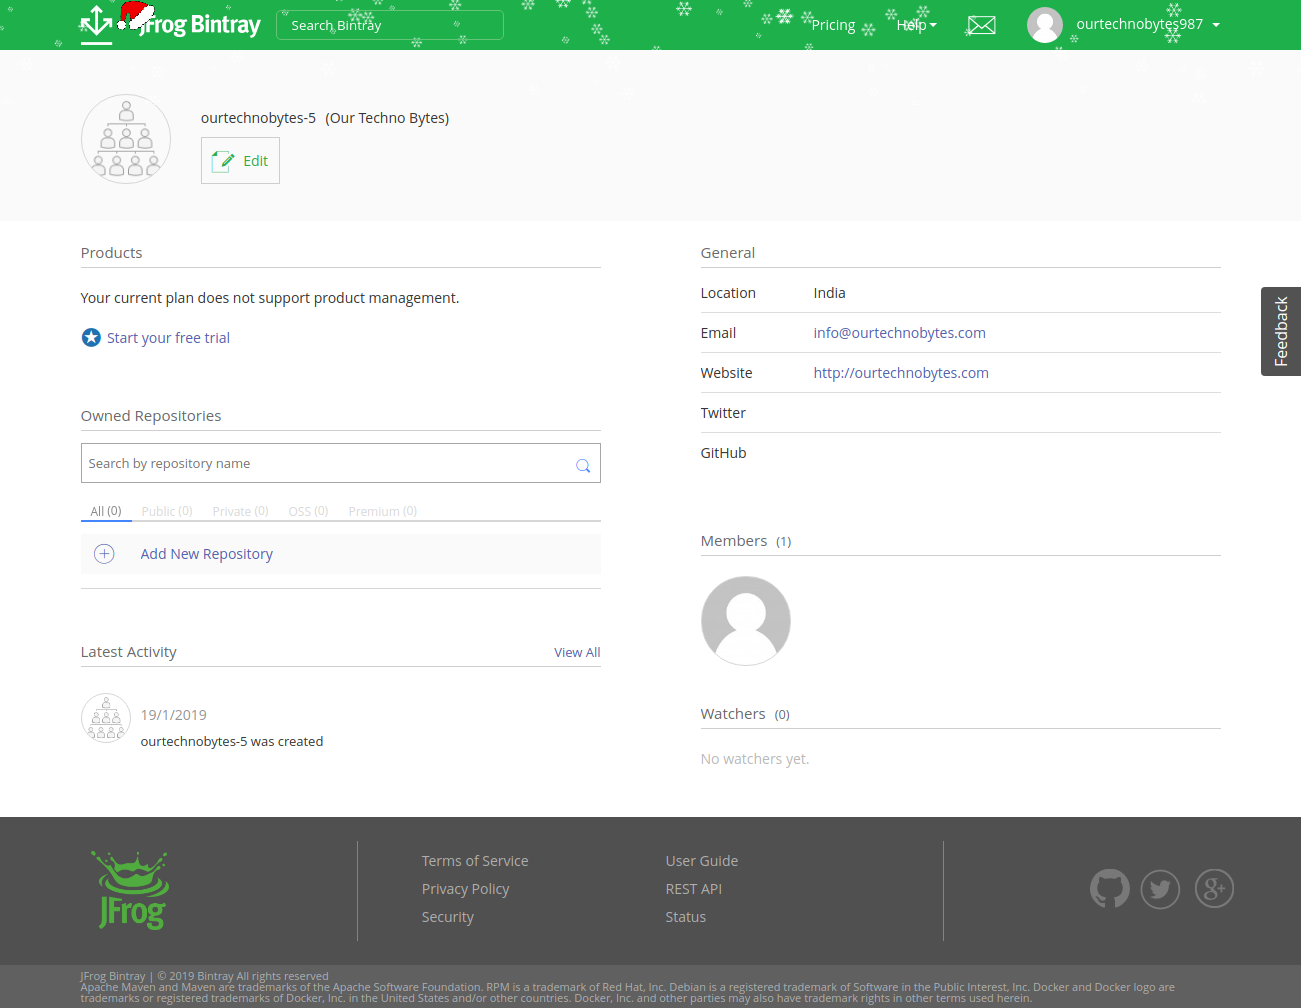 JFrog Bintray
Search Bintray
Pricing
Help
ourtechnobytes987
ourtechnobytes-5 (Our Techno Bytes)
Edit
Products
Your current plan does not support product management.
Start your free trial
Owned Repositories
Search by repository name
All (0) Public (0) Private (0) OSS (0) Premium (0)
Add New Repository
Latest Activity View All
19/1/2019
ourtechnobytes-5 was created
General
Location India
Email info@ourtechnobytes.com
Website http://ourtechnobytes.com
Twitter
GitHub
Members (1)
Watchers (0)
No watchers yet.
Feedback
JFrog
Terms of Service
Privacy Policy
Security
User Guide
REST API
Status
g+
JFrog Bintray | © 2019 Bintray All rights reserved
Apache Maven and Maven are trademarks of the Apache Software Foundation. RPM is a trademark of Red Hat, Inc. Debian is a registered trademark of Software in the Public Interest, Inc. Docker and Docker logo are
trademarks or registered trademarks of Docker, Inc. in the United States and/or other countries. Docker, Inc. and other parties may also have trademark rights in other terms used herein.